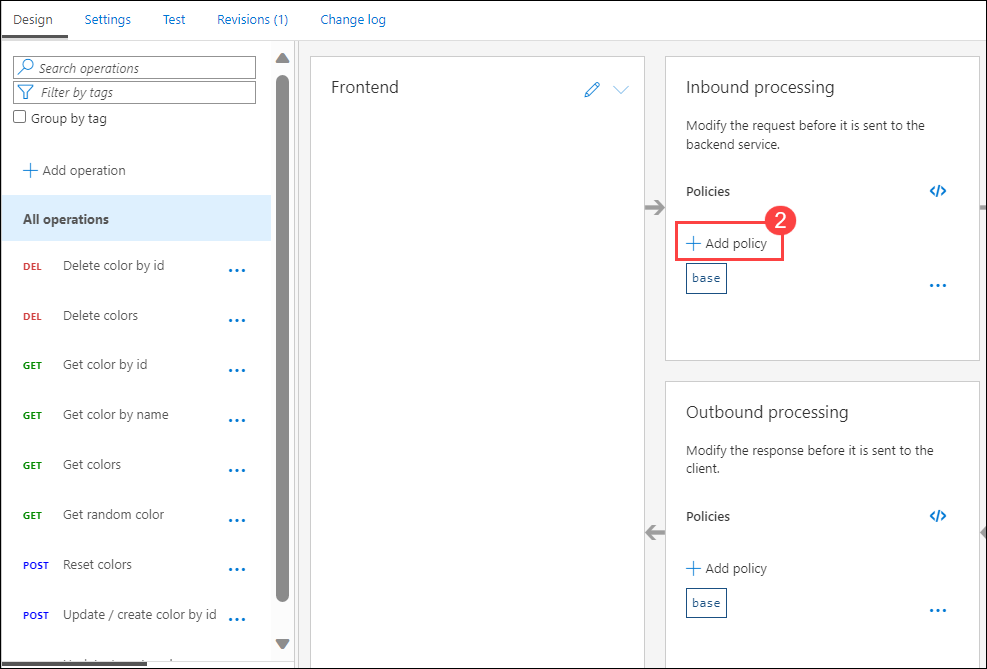 Design Settings Test Revisions (1) Change log
Search operations
Filter by tags
Group by tag
Add operation
All operations
DEL Delete color by id
DEL Delete colors
GET Get color by id
GET Get color by name
GET Get colors
GET Get random color
POST Reset colors
POST Update / create color by id
Frontend
Inbound processing
Modify the request before it is sent to the
backend service.
Policies </>
2
Add policy
base
Outbound processing
Modify the response before it is sent to the
client.
Policies </>
Add policy
base